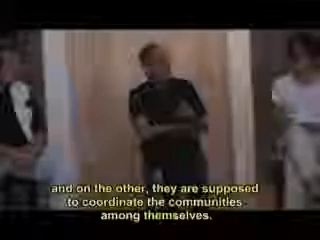 and on the other, they are supposed
to coordinate the communities
among themselves.